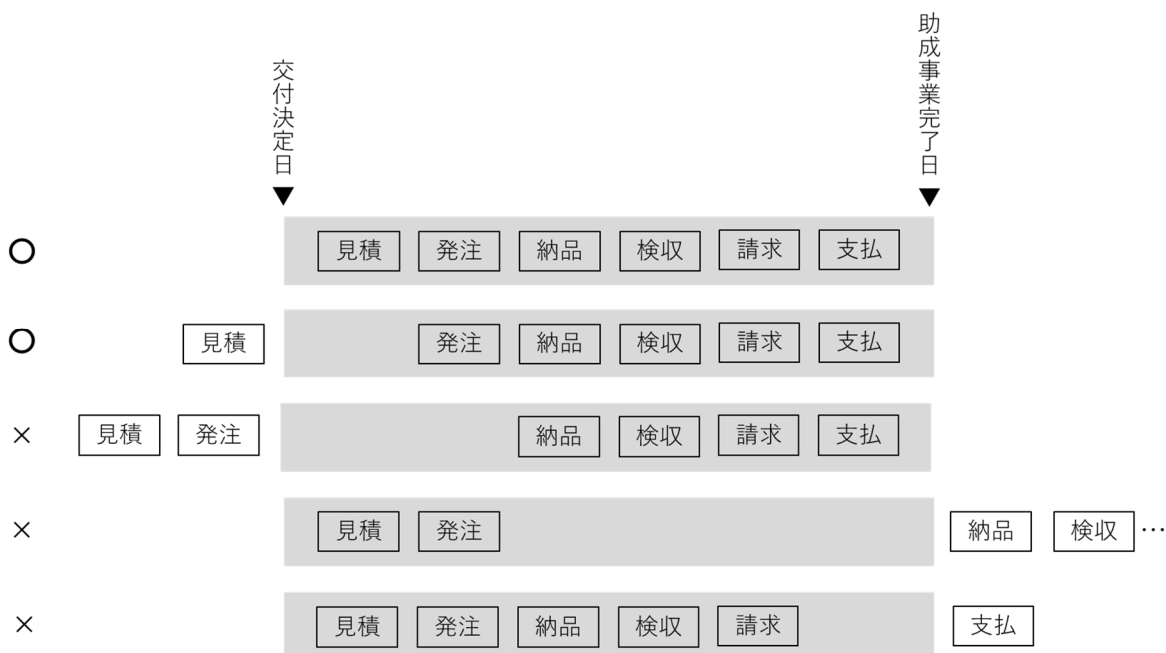 交付決定日
助成事業完了日
○ 見積 発注 納品 検収 請求 支払
○ 見積 発注 納品 検収 請求 支払
× 見積 発注 納品 検収 請求 支払
× 見積 発注 納品 検収 …
× 見積 発注 納品 検収 請求 支払